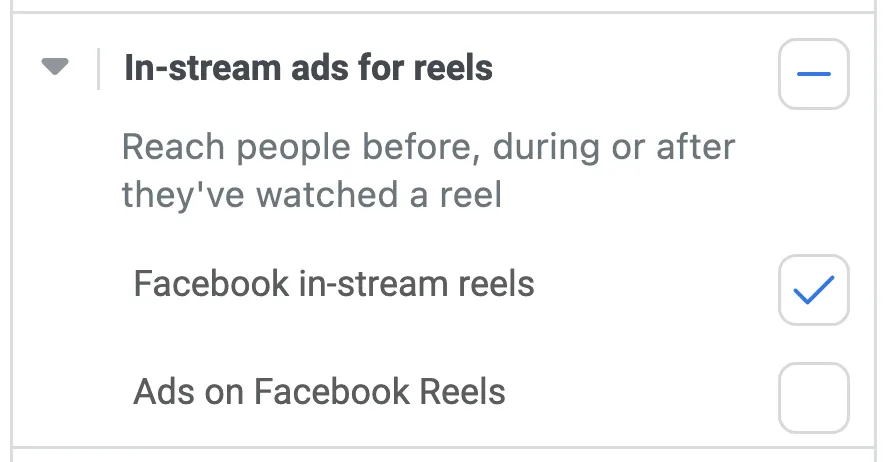 In-stream ads for reels
Reach people before, during or after
they've watched a reel
Facebook in-stream reels
Ads on Facebook Reels